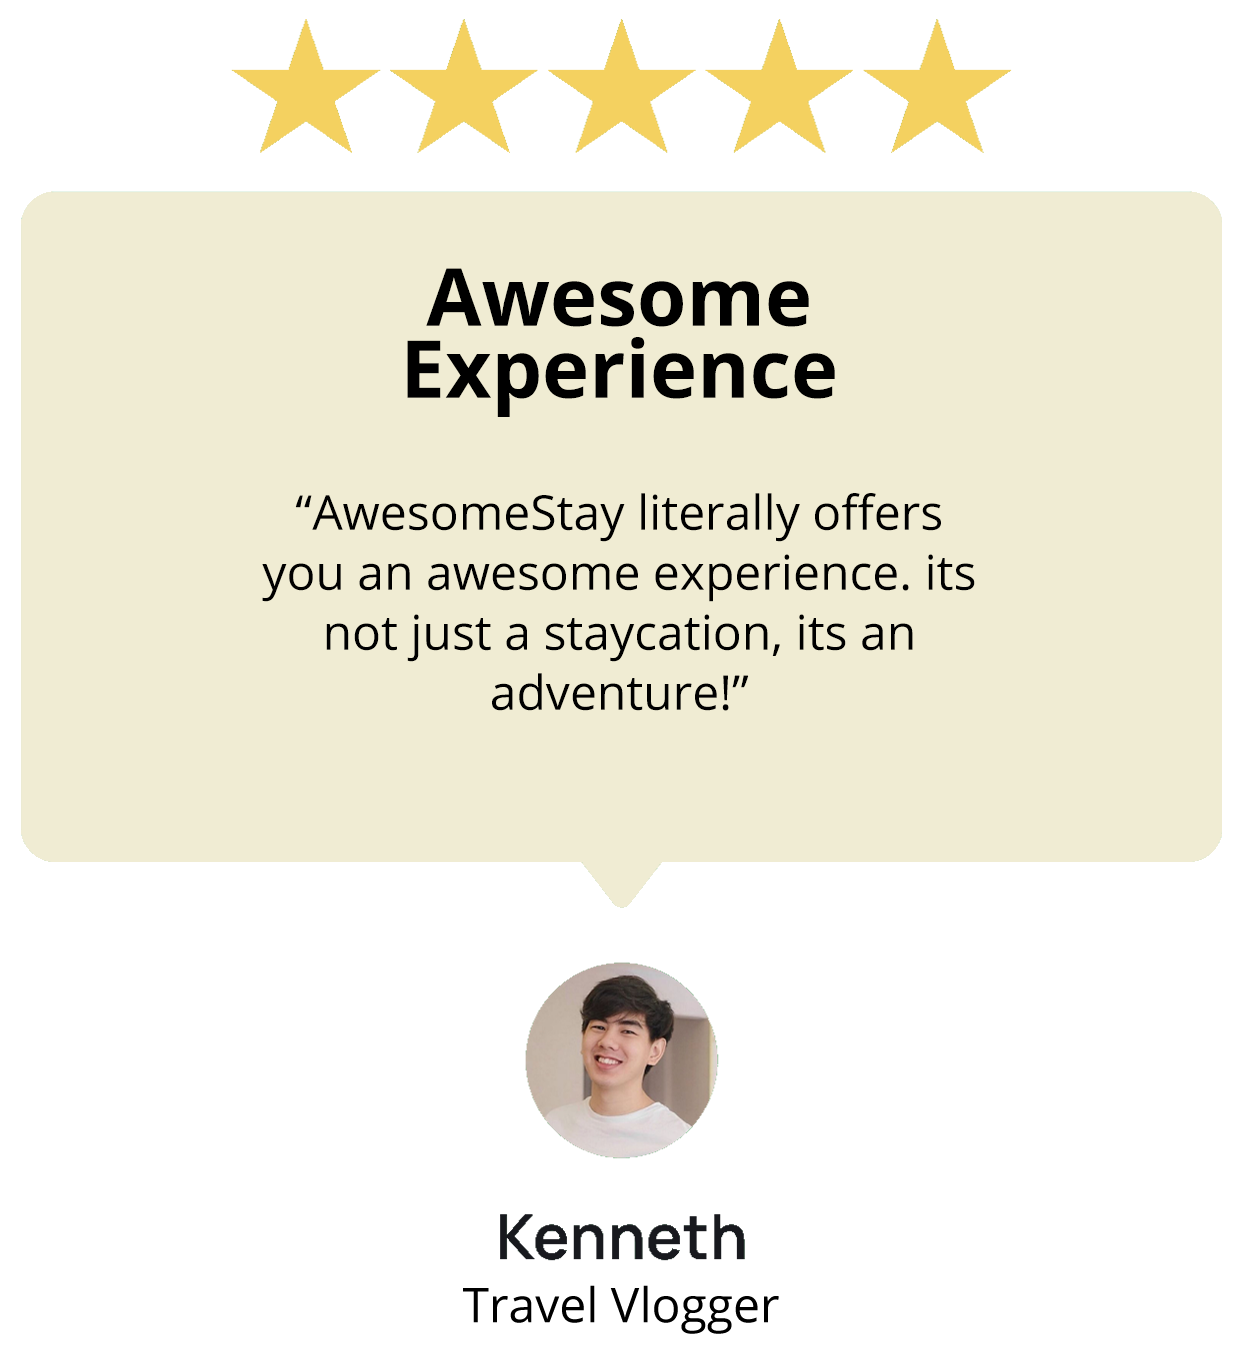 Awesome
Experience
“AwesomeStay literally offers
you an awesome experience. its
not just a staycation, its an
adventure!”
Kenneth
Travel Vlogger